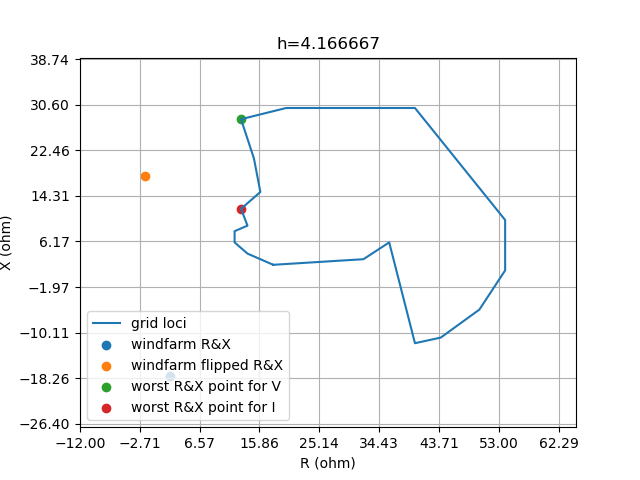 h=4.166667
38.74
30.60
22.46
14.31
6.17
−1.97
−10.11
−18.26
−26.40
X (ohm)
grid loci
windfarm R&X
windfarm flipped R&X
worst R&X point for V
worst R&X point for I
−12.00 −2.71 6.57 15.86 25.14 34.43 43.71 53.00 62.29
R (ohm)